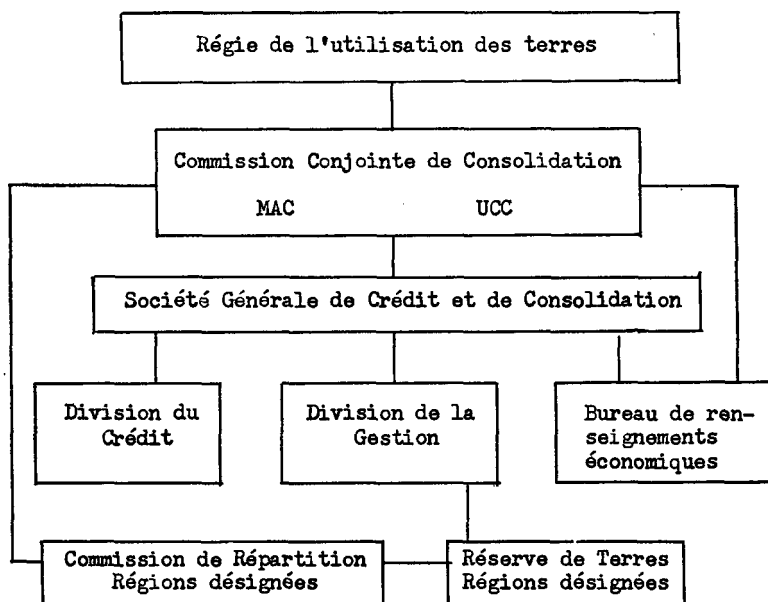 Régie de l'utilisation des terres
Commission Conjointe de Consolidation
MAC UCC
Société Générale de Crédit et de Consolidation
Division du
Crédit
Division de la
Gestion
Bureau de ren-
seignements
économiques
Commission de Répartition
Régions désignées
Réserve de Terres
Régions désignées